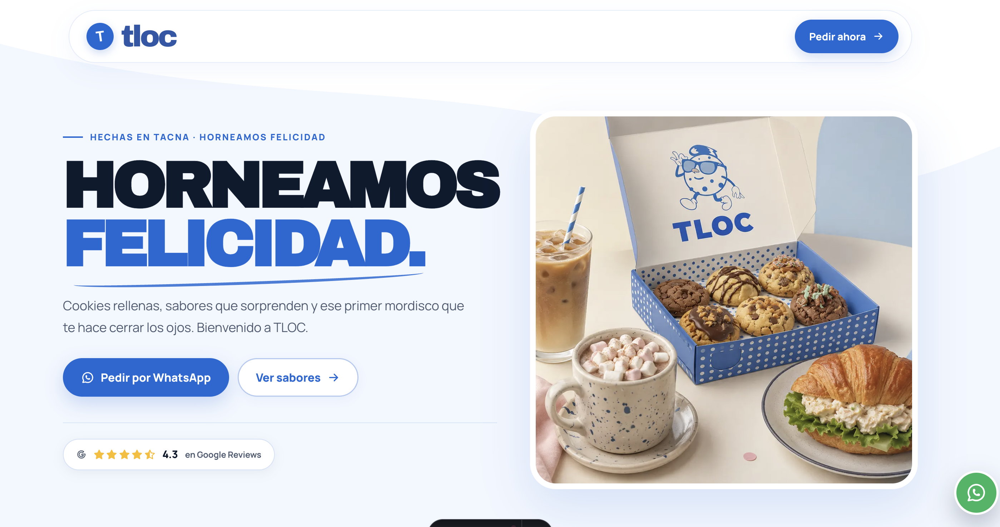 T tloc
Pedir ahora
HECHAS EN TACNA · HORNEAMOS FELICIDAD
HORNEAMOS
FELICIDAD.
Cookies rellenas, sabores que sorprenden y ese primer mordisco que
te hace cerrar los ojos. Bienvenido a TLOC.
Pedir por WhatsApp
Ver sabores
G 4.3 en Google Reviews
TLOC